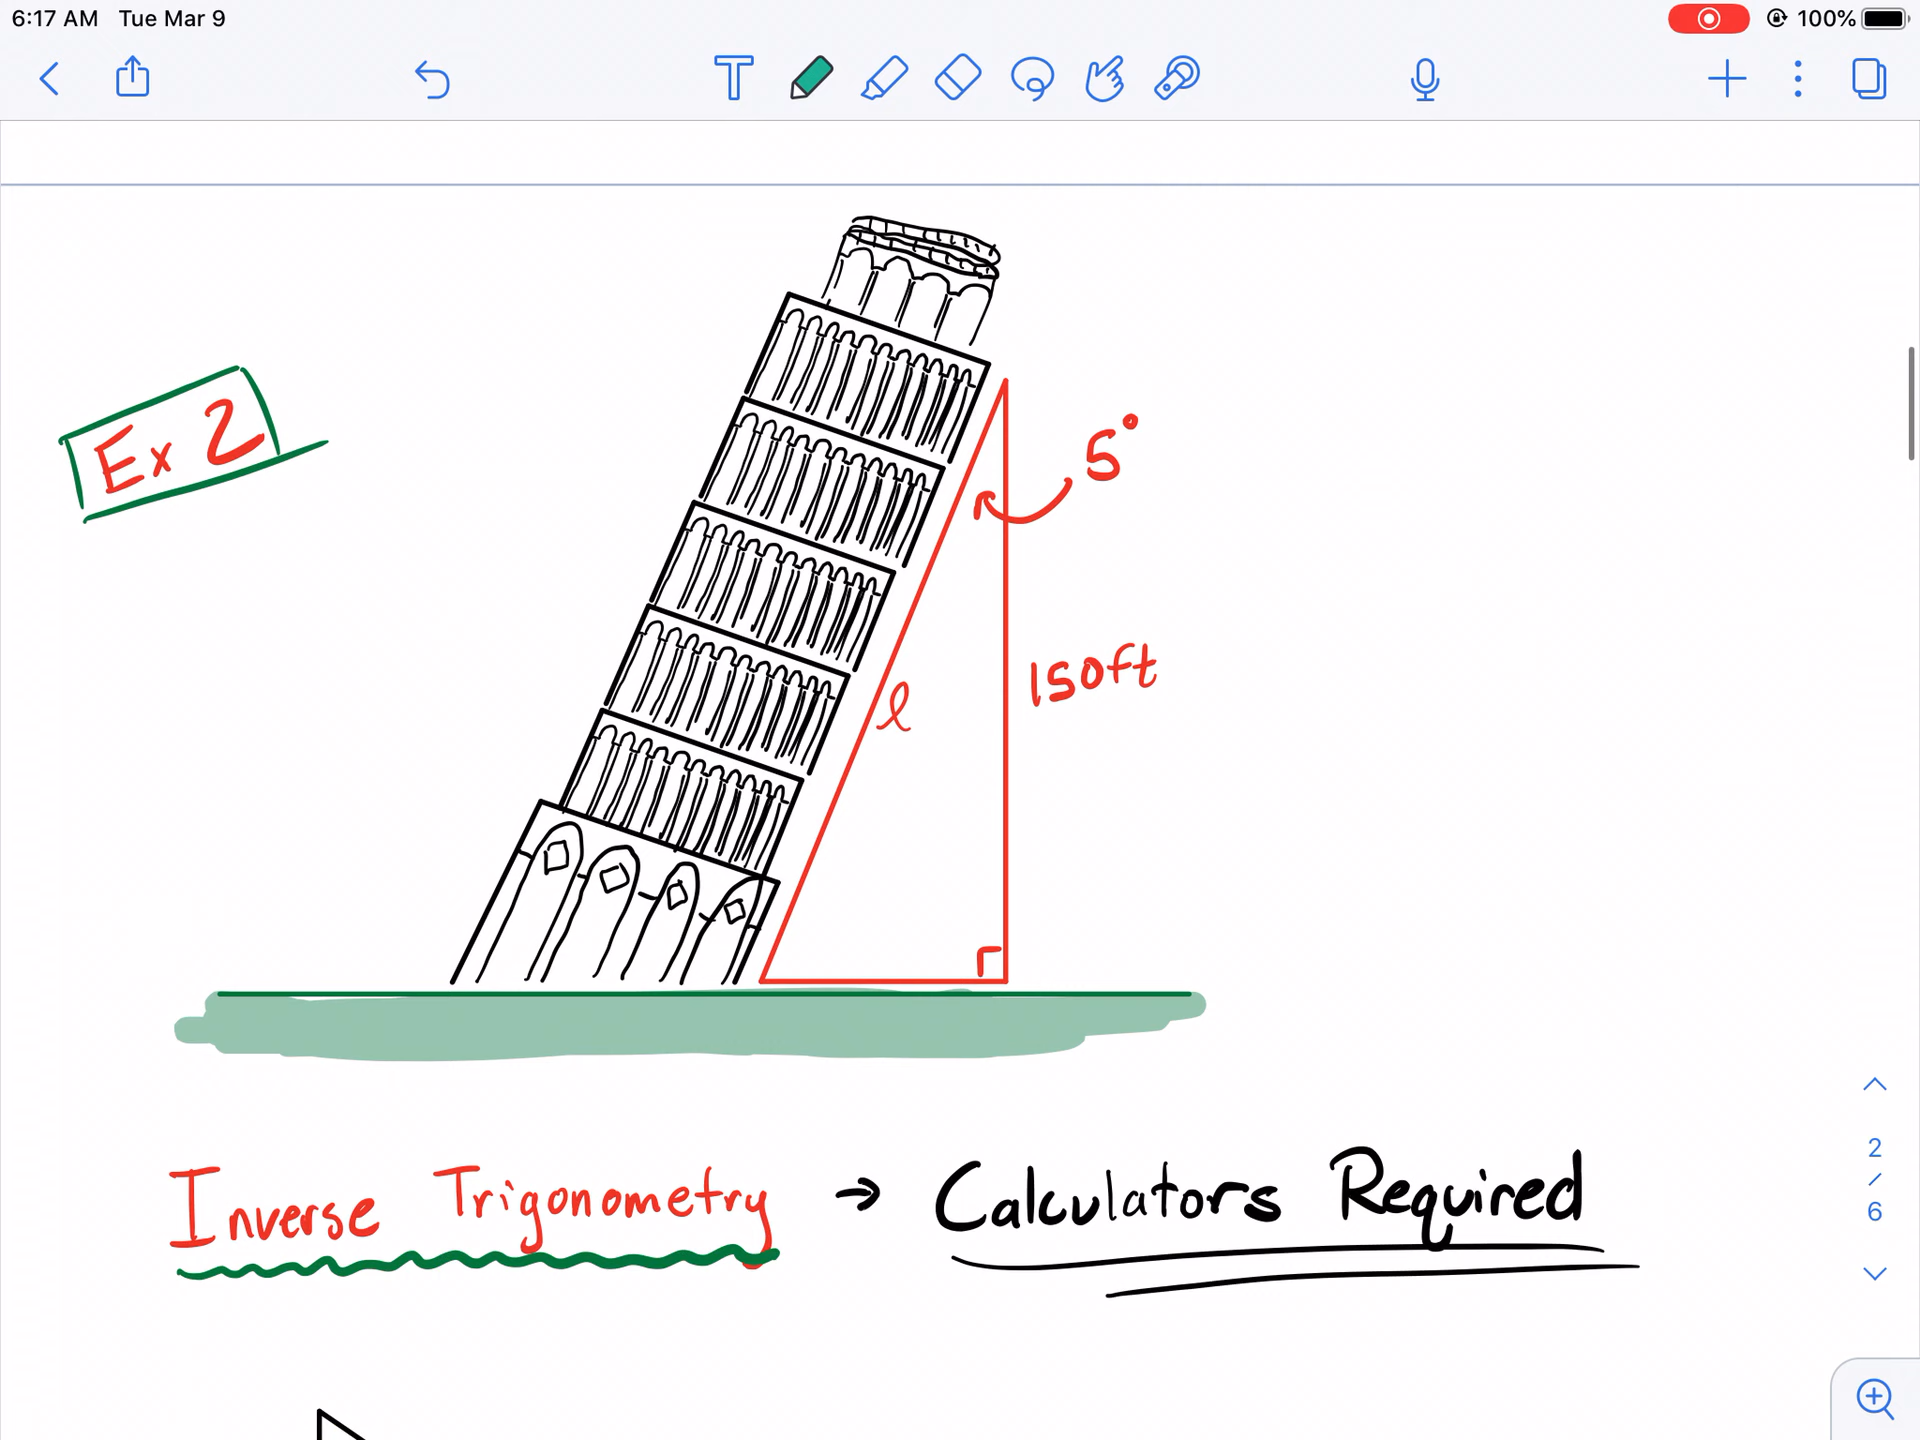 6:17 AM Tue Mar 9
100%
T
Ex 2
5°
150ft
l
Inverse Trigonometry → Calculators Required
2
/
6